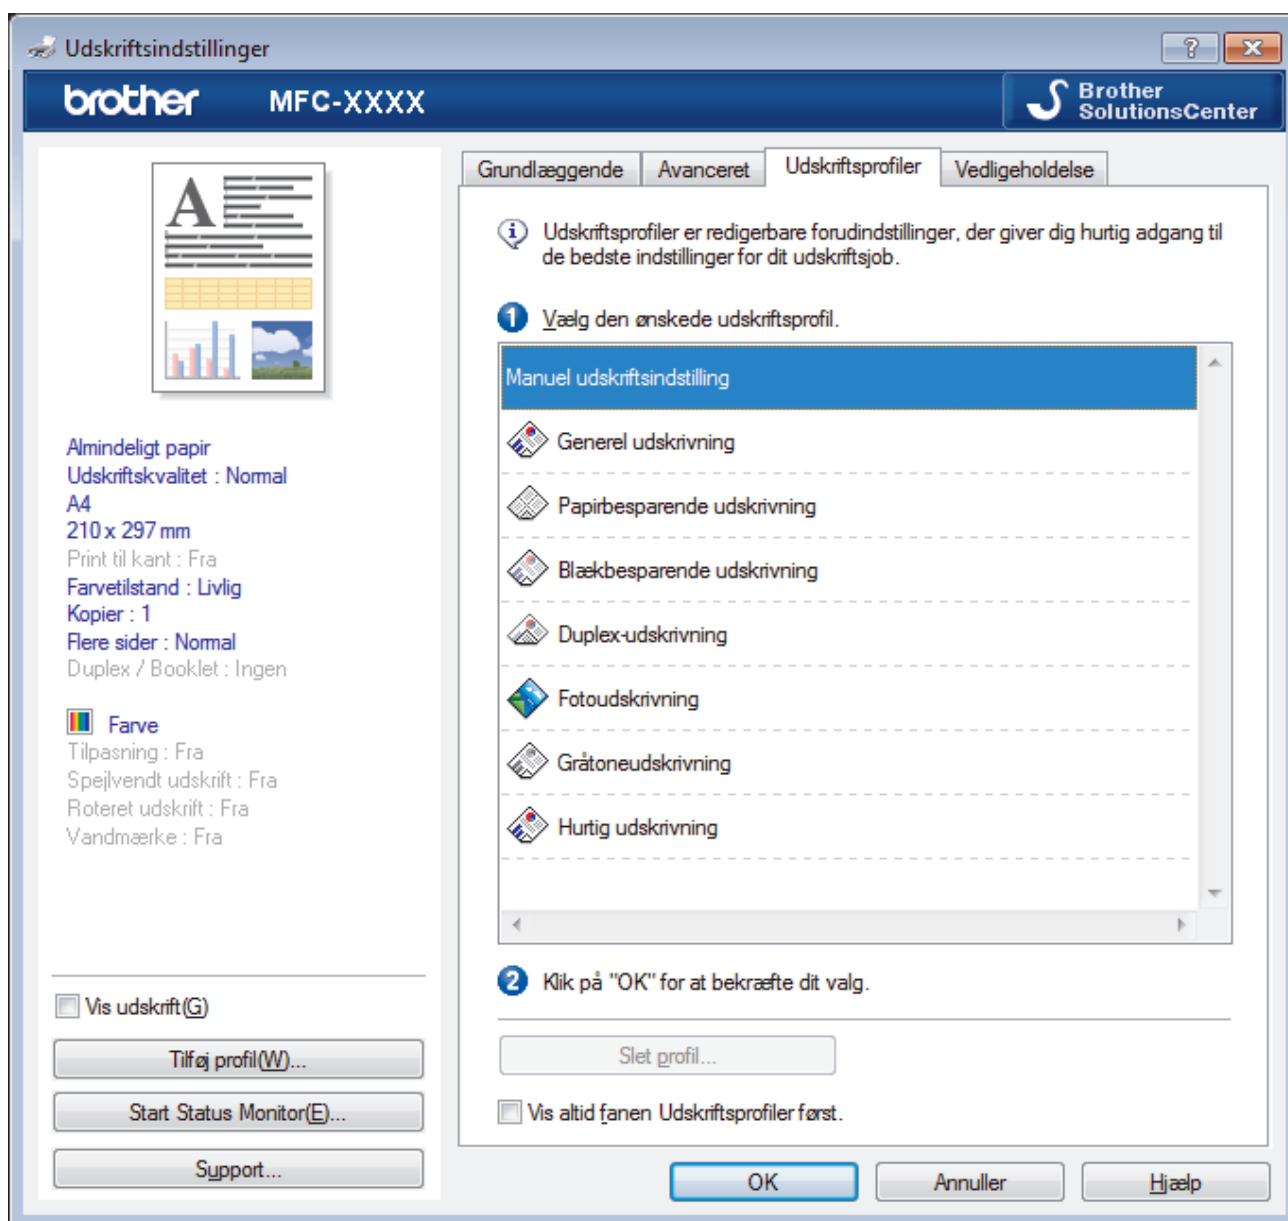 Udskriftsindstillinger
brother MFC-XXXX
Brother
SolutionsCenter
A
Almindeligt papir
Udskriftskvalitet : Normal
A4
210 x 297 mm
Print til kant : Fra
Farvetilstand : Livlig
Kopier : 1
Flere sider : Normal
Duplex / Booklet : Ingen
Farve
Tilpasning : Fra
Spejlvendt udskrift : Fra
Roteret udskrift : Fra
Vandmærke : Fra
Vis udskrift(G)
Tilføj profil(W)...
Start Status Monitor(E)...
Support...
Grundlæggende Avanceret Udskriftsprofiler Vedligeholdelse
Udskriftsprofiler er redigerbare forudindstillinger, der giver dig hurtig adgang til
de bedste indstillinger for dit udskriftsjob.
1 Vælg den ønskede udskriftsprofil.
Manuel udskriftsindstilling
Generel udskrivning
Papirbesparende udskrivning
Blækbesparende udskrivning
Duplex-udskrivning
Fotoudskrivning
Gråtoneudskrivning
Hurtig udskrivning
2 Klik på "OK" for at bekræfte dit valg.
Slet profil...
Vis altid fanen Udskriftsprofiler først.
OK Annuller Hjælp